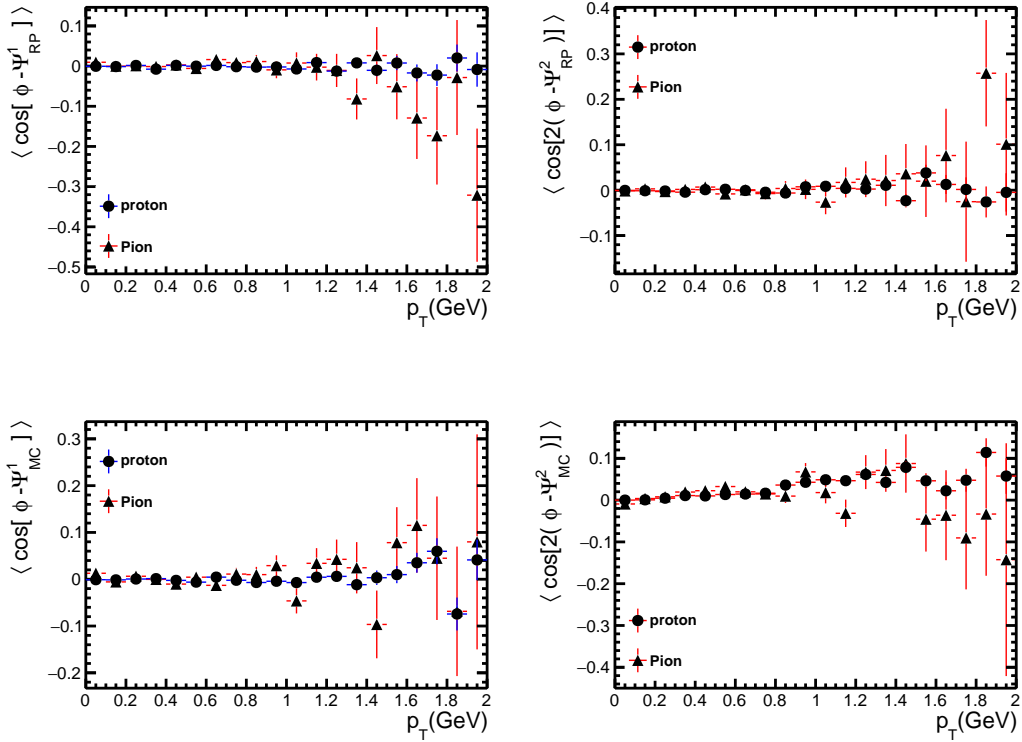 ⟨ cos[ φ -Ψ¹_RP ] ⟩
0.1
0
−0.1
−0.2
−0.3
−0.4
−0.5
proton
Pion
0 0.2 0.4 0.6 0.8 1 1.2 1.4 1.6 1.8 2
p_T(GeV)
⟨ cos[2( φ -Ψ²_RP )] ⟩
0.4
0.3
0.2
0.1
0
−0.1
proton
Pion
0 0.2 0.4 0.6 0.8 1 1.2 1.4 1.6 1.8 2
p_T(GeV)
⟨ cos[ φ -Ψ¹_MC ] ⟩
0.3
0.2
0.1
0
−0.1
−0.2
proton
Pion
0 0.2 0.4 0.6 0.8 1 1.2 1.4 1.6 1.8 2
p_T(GeV)
⟨ cos[2( φ -Ψ²_MC )] ⟩
0.1
0
−0.1
−0.2
−0.3
−0.4
proton
Pion
0 0.2 0.4 0.6 0.8 1 1.2 1.4 1.6 1.8 2
p_T(GeV)